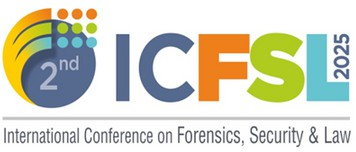 2nd ICFSL 2025
International Conference on Forensics, Security & Law